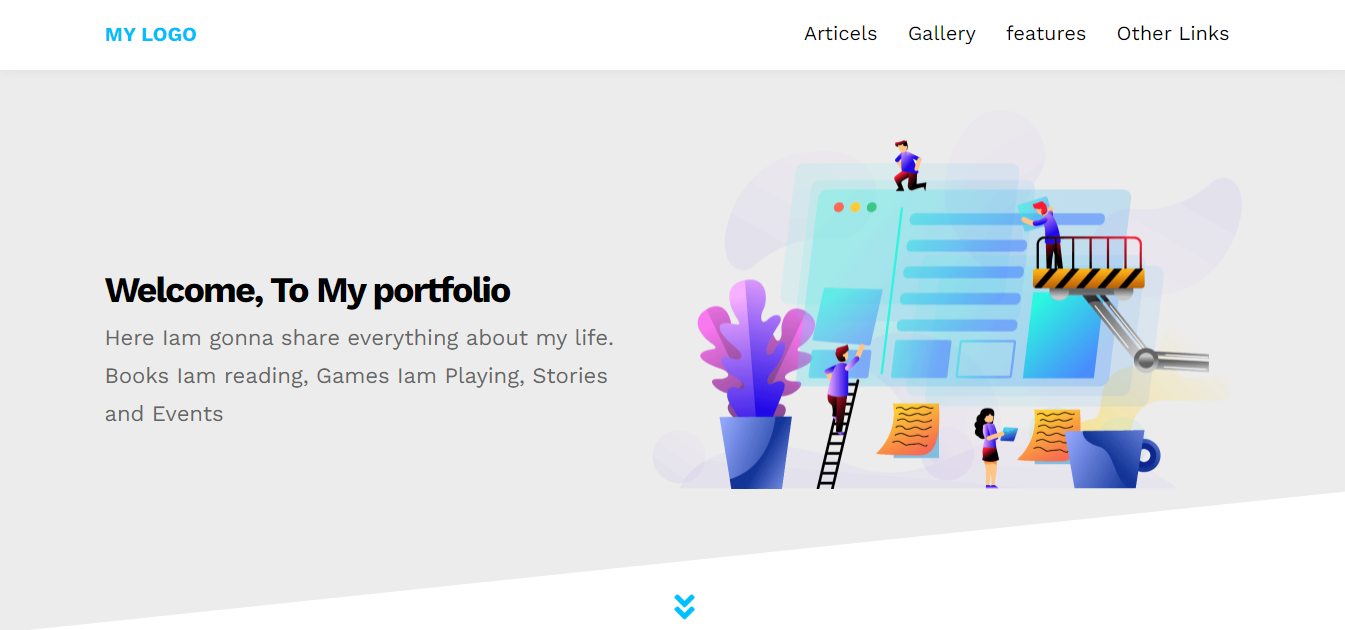 MY LOGO
Articels Gallery features Other Links
Welcome, To My portfolio
Here Iam gonna share everything about my life.
Books Iam reading, Games Iam Playing, Stories
and Events